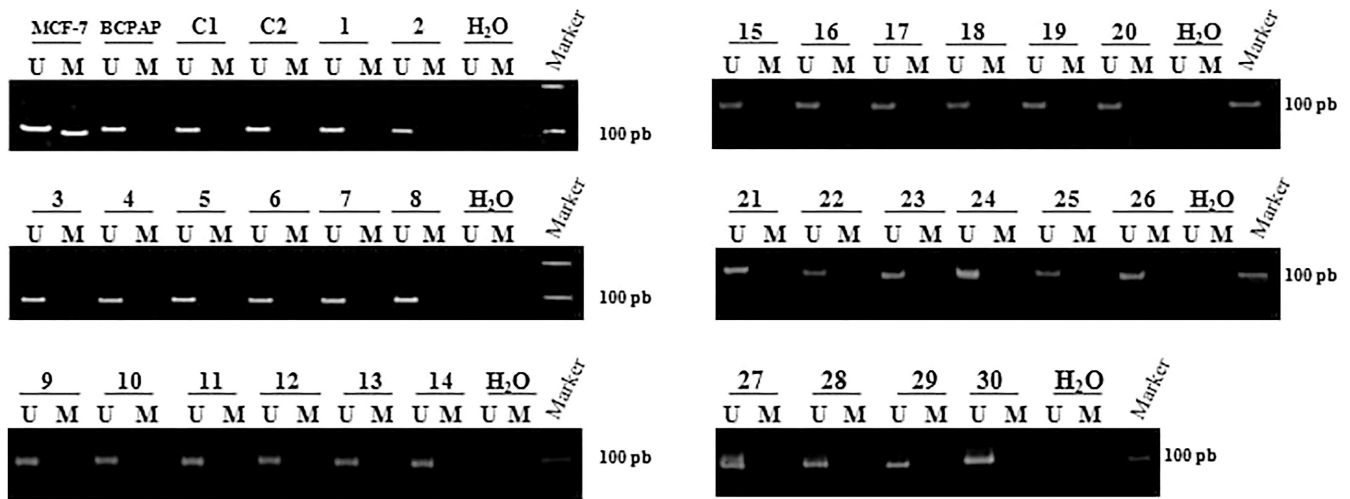 MCF-7 BCPAP C1 C2 1 2 H₂O Marker
U M U M U M U M U M U M U M
100 pb
3 4 5 6 7 8 H₂O Marker
U M U M U M U M U M U M U M
100 pb
9 10 11 12 13 14 H₂O Marker
U M U M U M U M U M U M U M
100 pb
15 16 17 18 19 20 H₂O Marker
U M U M U M U M U M U M U M
100 pb
21 22 23 24 25 26 H₂O Marker
U M U M U M U M U M U M U M
100 pb
27 28 29 30 H₂O Marker
U M U M U M U M U M
100 pb